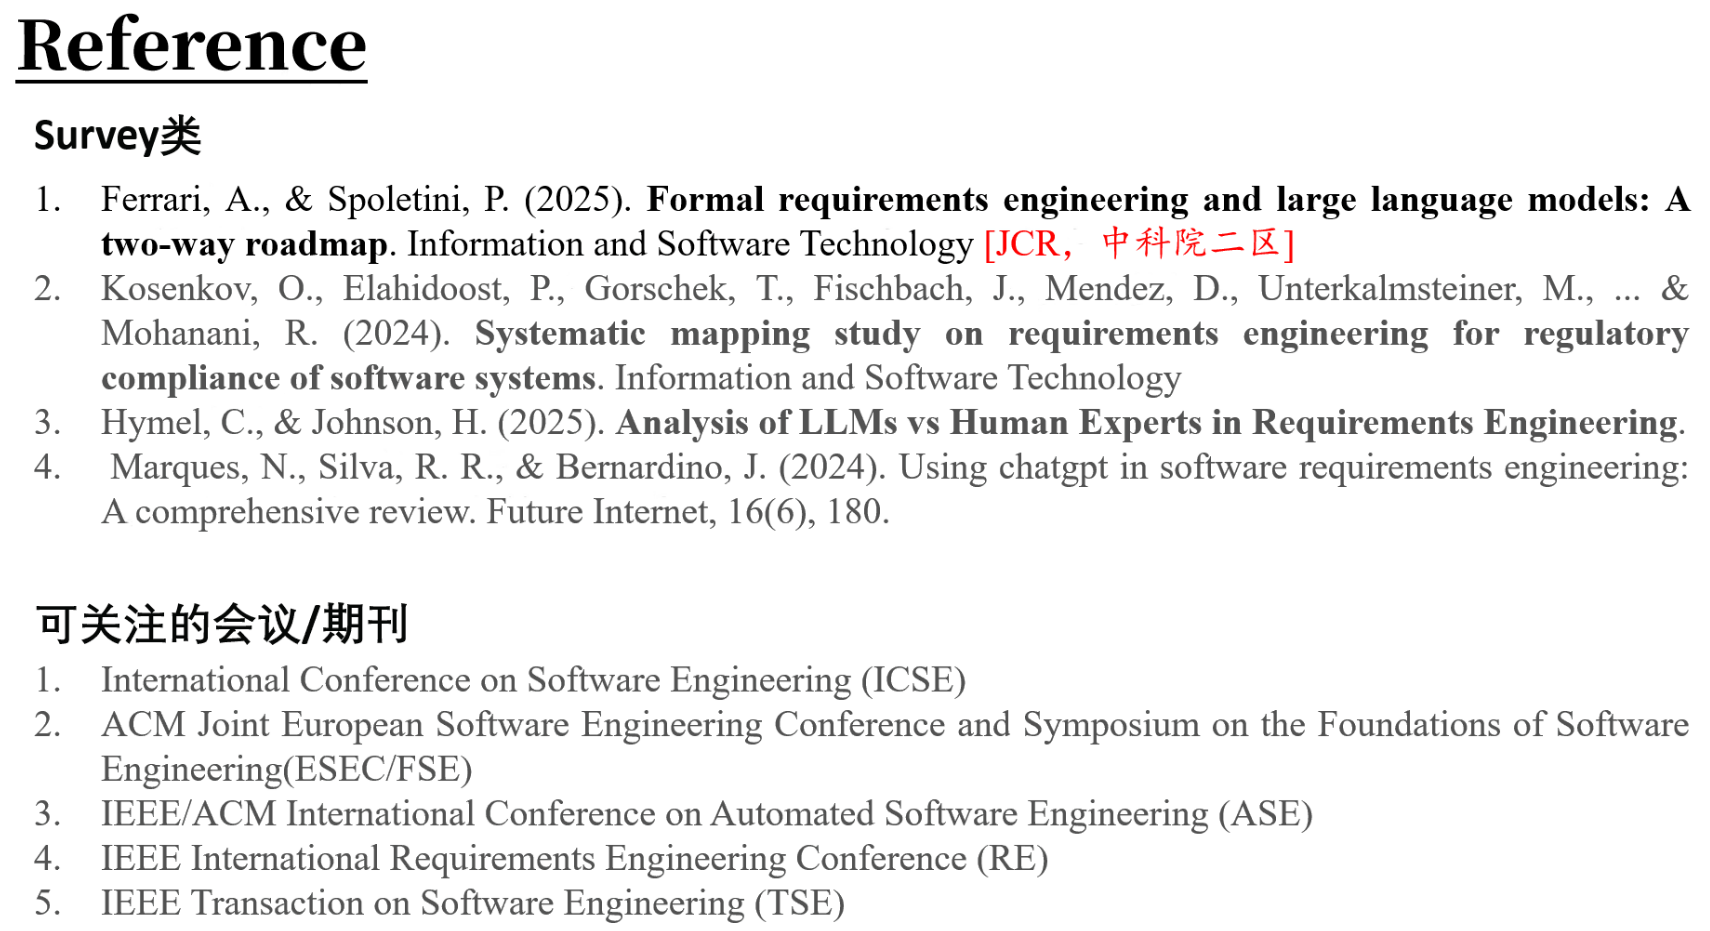 Reference
Survey类
1. Ferrari, A., & Spoletini, P. (2025). Formal requirements engineering and large language models: A
two-way roadmap. Information and Software Technology [JCR，中科院二区]
2. Kosenkov, O., Elahidoost, P., Gorschek, T., Fischbach, J., Mendez, D., Unterkalmsteiner, M., ... &
Mohanani, R. (2024). Systematic mapping study on requirements engineering for regulatory
compliance of software systems. Information and Software Technology
3. Hymel, C., & Johnson, H. (2025). Analysis of LLMs vs Human Experts in Requirements Engineering.
4. Marques, N., Silva, R. R., & Bernardino, J. (2024). Using chatgpt in software requirements engineering:
A comprehensive review. Future Internet, 16(6), 180.
可关注的会议/期刊
1. International Conference on Software Engineering (ICSE)
2. ACM Joint European Software Engineering Conference and Symposium on the Foundations of Software
Engineering(ESEC/FSE)
3. IEEE/ACM International Conference on Automated Software Engineering (ASE)
4. IEEE International Requirements Engineering Conference (RE)
5. IEEE Transaction on Software Engineering (TSE)